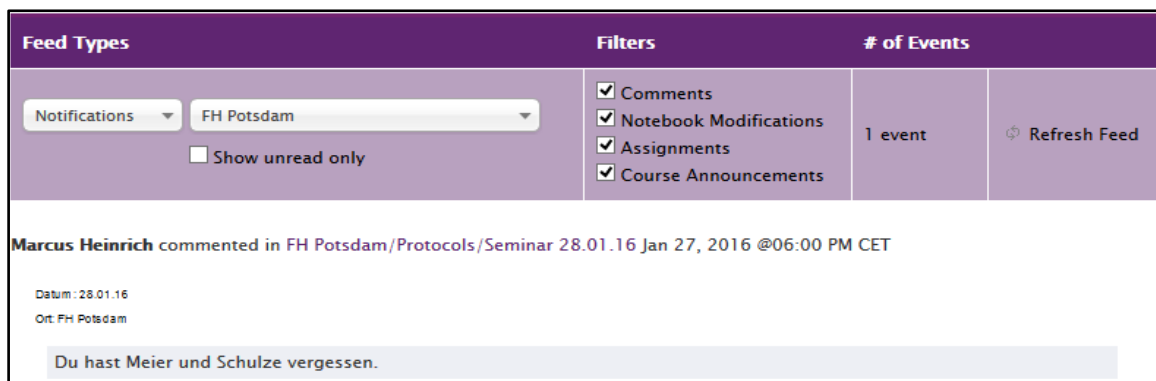 Feed Types Filters # of Events
Notifications FH Potsdam
Show unread only
Comments
Notebook Modifications
Assignments
Course Announcements
1 event
Refresh Feed
Marcus Heinrich commented in FH Potsdam/Protocols/Seminar 28.01.16 Jan 27, 2016 @06:00 PM CET
Datum: 28.01.16
Ort: FH Potsdam
Du hast Meier und Schulze vergessen.